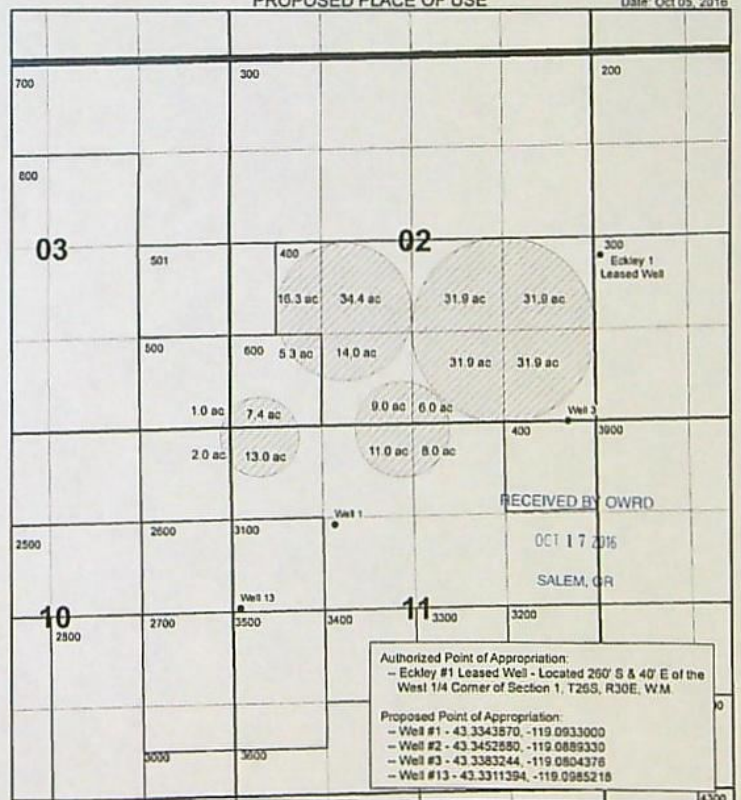 PROPOSED PLACE OF USE
Date: Oct 05, 2016
700
300
200
800
03
02
501
400
300
Eckley 1
Leased Well
16.3 ac
34.4 ac
31.9 ac
31.9 ac
500
600
5.3 ac
14.0 ac
31.9 ac
31.9 ac
1.0 ac
7.4 ac
9.0 ac
6.0 ac
Well 3
2.0 ac
13.0 ac
11.0 ac
8.0 ac
400
3900
RECEIVED BY OWRD
Well 1
2500
2600
3100
OCT 17 2016
SALEM, OR
Well 13
10
11
2800
2700
3500
3400
3300
3200
Authorized Point of Appropriation:
-- Eckley #1 Leased Well - Located 260' S & 40' E of the
West 1/4 Corner of Section 1, T26S, R30E, W.M.
Proposed Point of Appropriation:
-- Well #1 - 43.3343870, -119.0933000
-- Well #2 - 43.3452680, -119.0889330
-- Well #3 - 43.3383244, -119.0804376
-- Well #13 - 43.3311394, -119.0985218
3000
3600
4300